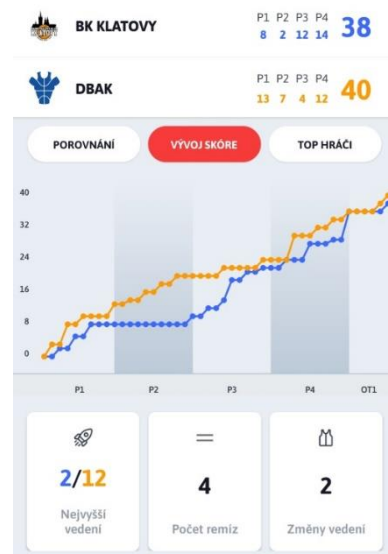 P1 P2 P3 P4
BK KLATOVY 8 2 12 14 38
P1 P2 P3 P4
DBAK 13 7 4 12 40
POROVNÁNÍ VÝVOJ SKÓRE TOP HRÁČI
40
32
24
16
8
0
P1 P2 P3 P4 OT1
2/12 4 2
Nejvyšší
vedení Počet remiz Změny vedení